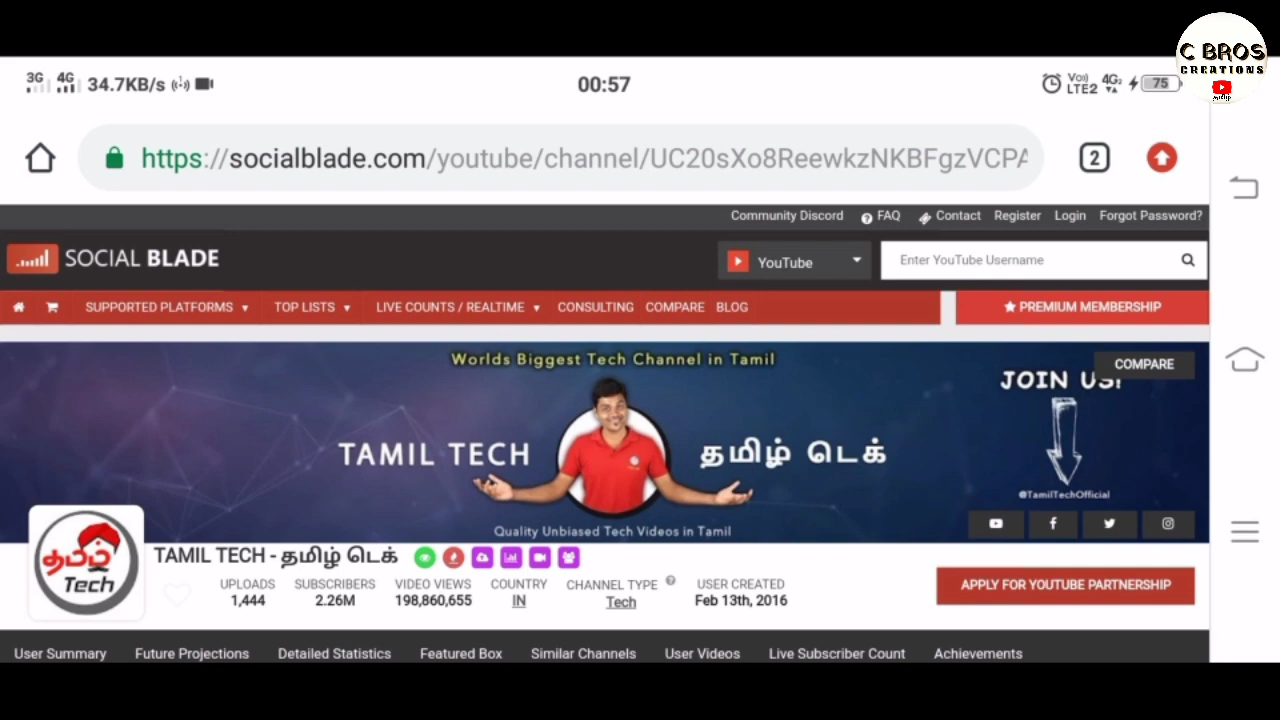 C BROS
CREATIONS
3G 4G 34.7KB/s 00:57 Vo)) LTE2 4G2 75
https://socialblade.com/youtube/channel/UC20sXo8ReewkzNKBFgzVCPA 2
Community Discord FAQ Contact Register Login Forgot Password?
SOCIAL BLADE YouTube Enter YouTube Username
SUPPORTED PLATFORMS TOP LISTS LIVE COUNTS / REALTIME CONSULTING COMPARE BLOG PREMIUM MEMBERSHIP
Worlds Biggest Tech Channel in Tamil
COMPARE
JOIN US!
TAMIL TECH தமிழ் டெக்
@TamilTechOfficial
Quality Unbiased Tech Videos in Tamil
தமிழ்
Tech
TAMIL TECH - தமிழ் டெக்
UPLOADS SUBSCRIBERS VIDEO VIEWS COUNTRY CHANNEL TYPE USER CREATED
1,444 2.26M 198,860,655 IN Tech Feb 13th, 2016
APPLY FOR YOUTUBE PARTNERSHIP
User Summary Future Projections Detailed Statistics Featured Box Similar Channels User Videos Live Subscriber Count Achievements